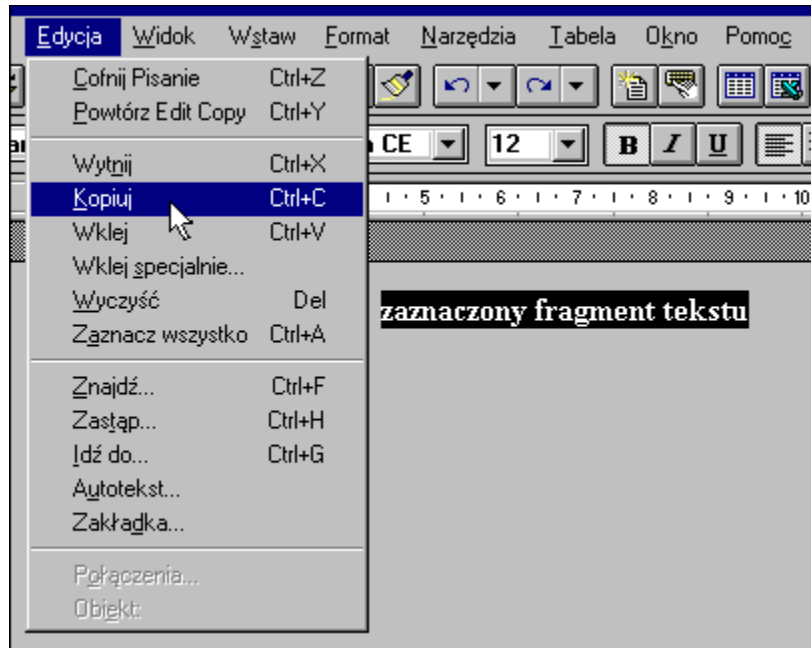 Edycja Widok Wstaw Format Narzędzia Tabela Okno Pomoc
Cofnij Pisanie Ctrl+Z
Powtórz Edit Copy Ctrl+Y
Wytnij Ctrl+X
CE 12 B I U
Kopiuj Ctrl+C
5 6 7 8 9 10
Wklej Ctrl+V
Wklej specjalnie...
Wyczyść Del
zaznaczony fragment tekstu
Zaznacz wszystko Ctrl+A
Znajdź... Ctrl+F
Zastąp... Ctrl+H
Idź do... Ctrl+G
Autotekst...
Zakładka...
Połączenia...
Obiekt: